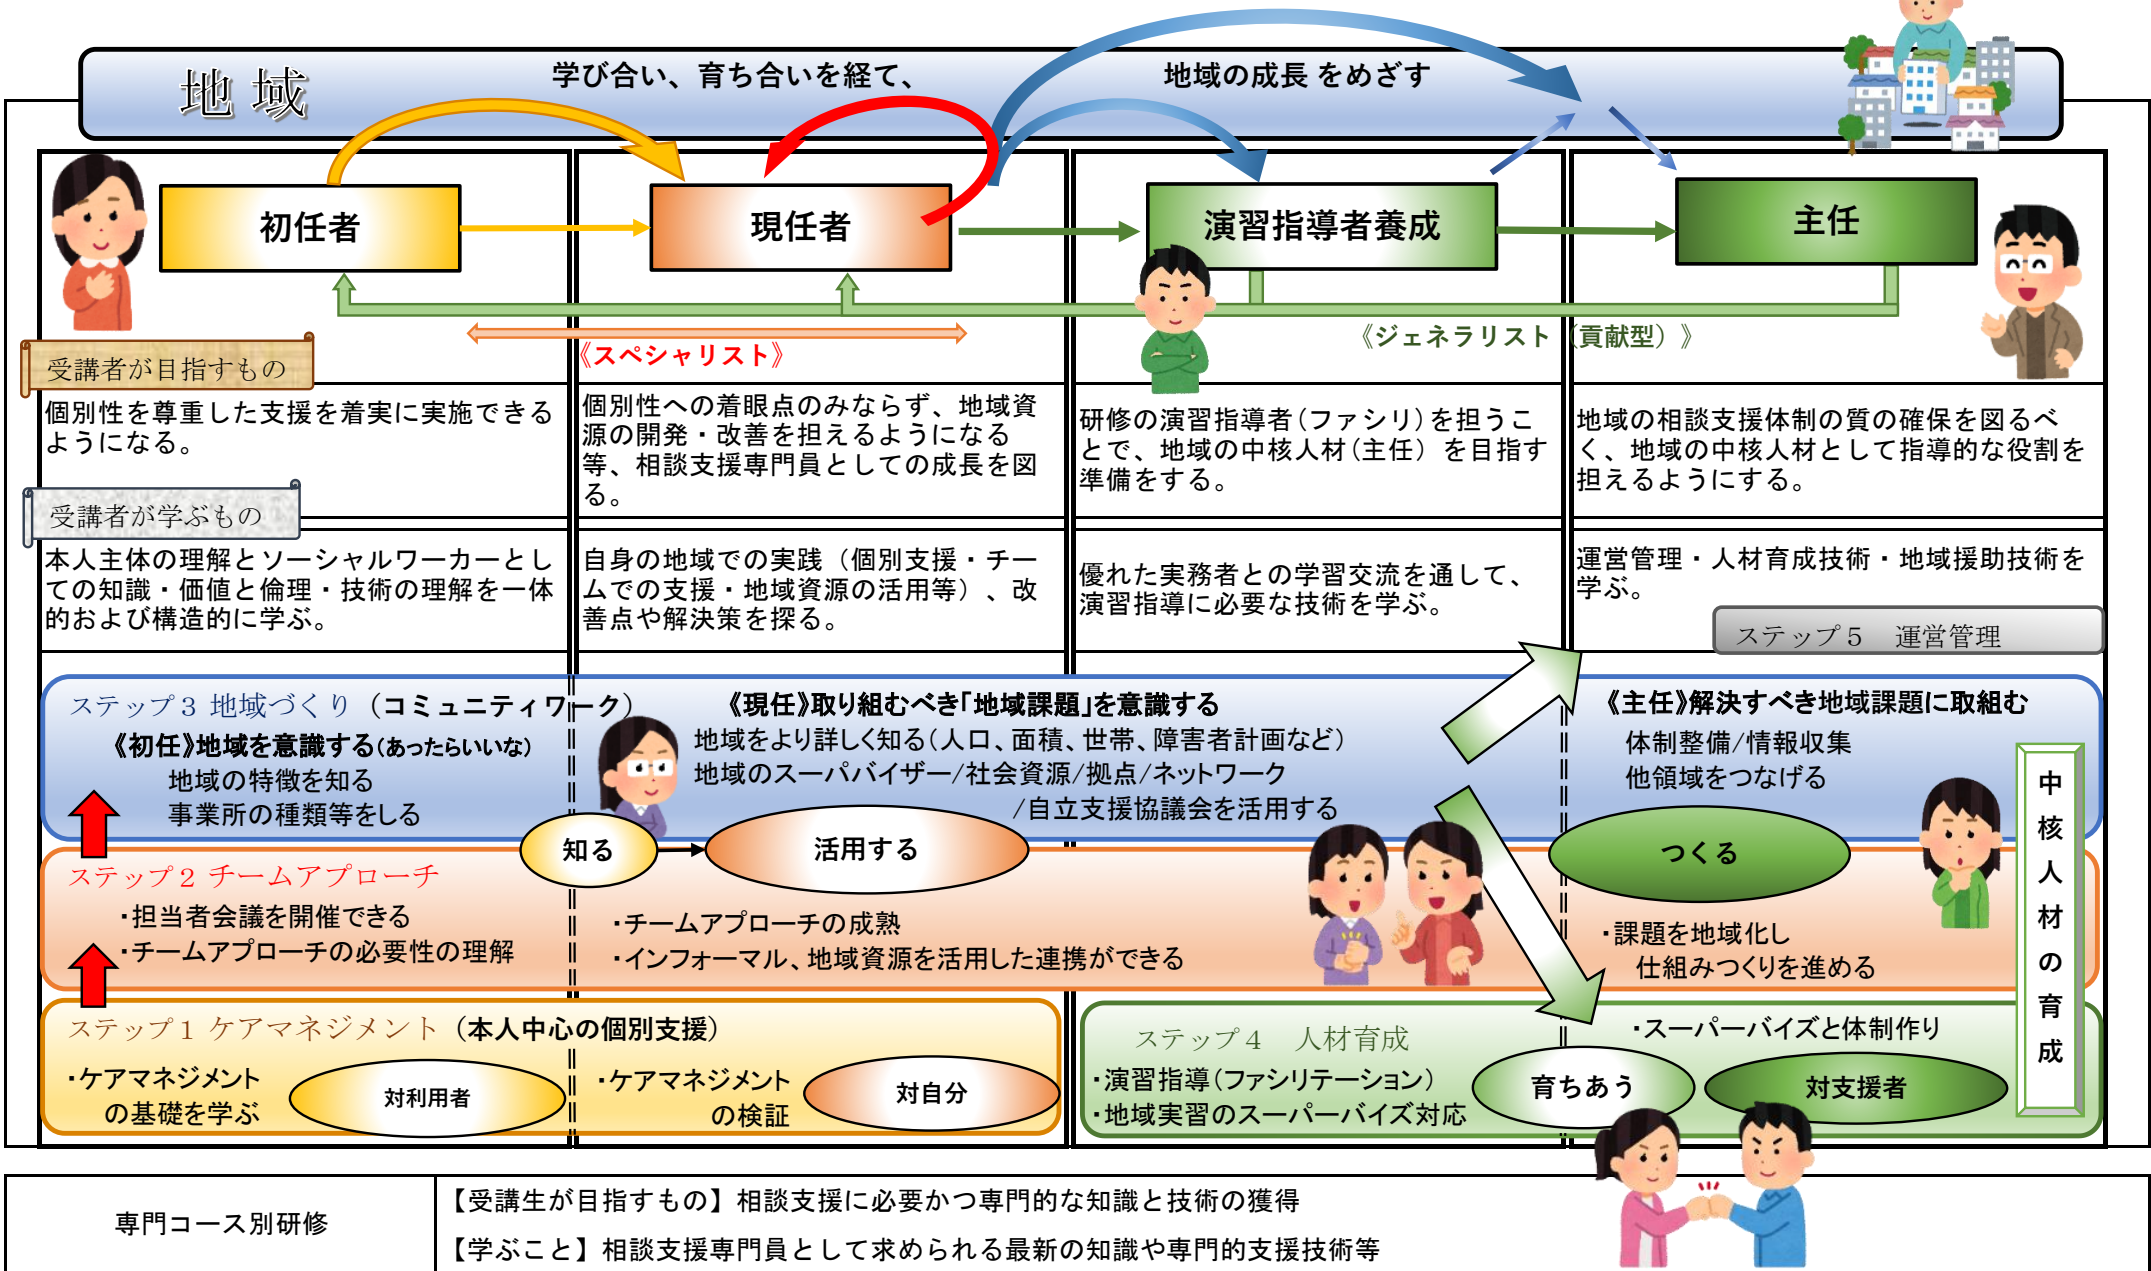 地 域
学び合い、育ち合いを経て、
地域の成長 をめざす
初任者
現任者
演習指導者養成
主任
《スペシャリスト》
《ジェネラリスト（貢献型）》
受講者が目指すもの
個別性を尊重した支援を着実に実施できる
ようになる。
個別性への着眼点のみならず、地域資
源の開発・改善を担えるようになる
等、相談支援専門員としての成長を図
る。
研修の演習指導者(ファシリ)を担うこ
とで、地域の中核人材(主任）を目指す
準備をする。
地域の相談支援体制の質の確保を図るべ
く、地域の中核人材として指導的な役割を
担えるようにする。
受講者が学ぶもの
本人主体の理解とソーシャルワーカーとし
ての知識・価値と倫理・技術の理解を一体
的および構造的に学ぶ。
自身の地域での実践（個別支援・チー
ムでの支援・地域資源の活用等）、改
善点や解決策を探る。
優れた実務者との学習交流を通して、
演習指導に必要な技術を学ぶ。
運営管理・人材育成技術・地域援助技術を
学ぶ。
ステップ５　運営管理
ステップ３ 地域づくり（コミュニティワーク）
《初任》地域を意識する(あったらいいな)
地域の特徴を知る
事業所の種類等をしる
《現任》取り組むべき｢地域課題｣を意識する
地域をより詳しく知る(人口、面積、世帯、障害者計画など)
地域のスーパバイザー/社会資源/拠点/ネットワーク
/自立支援協議会を活用する
《主任》解決すべき地域課題に取組む
体制整備/情報収集
他領域をつなげる
知る
活用する
つくる
中核人材の育成
ステップ２ チームアプローチ
・担当者会議を開催できる
・チームアプローチの必要性の理解
・チームアプローチの成熟
・インフォーマル、地域資源を活用した連携ができる
・課題を地域化し
仕組みつくりを進める
ステップ１ ケアマネジメント（本人中心の個別支援）
・ケアマネジメント
の基礎を学ぶ
対利用者
・ケアマネジメント
の検証
対自分
ステップ４　人材育成
・演習指導(ファシリテーション)
・地域実習のスーパーバイズ対応
・スーパーバイズと体制作り
育ちあう
対支援者
専門コース別研修
【受講生が目指すもの】相談支援に必要かつ専門的な知識と技術の獲得
【学ぶこと】相談支援専門員として求められる最新の知識や専門的支援技術等